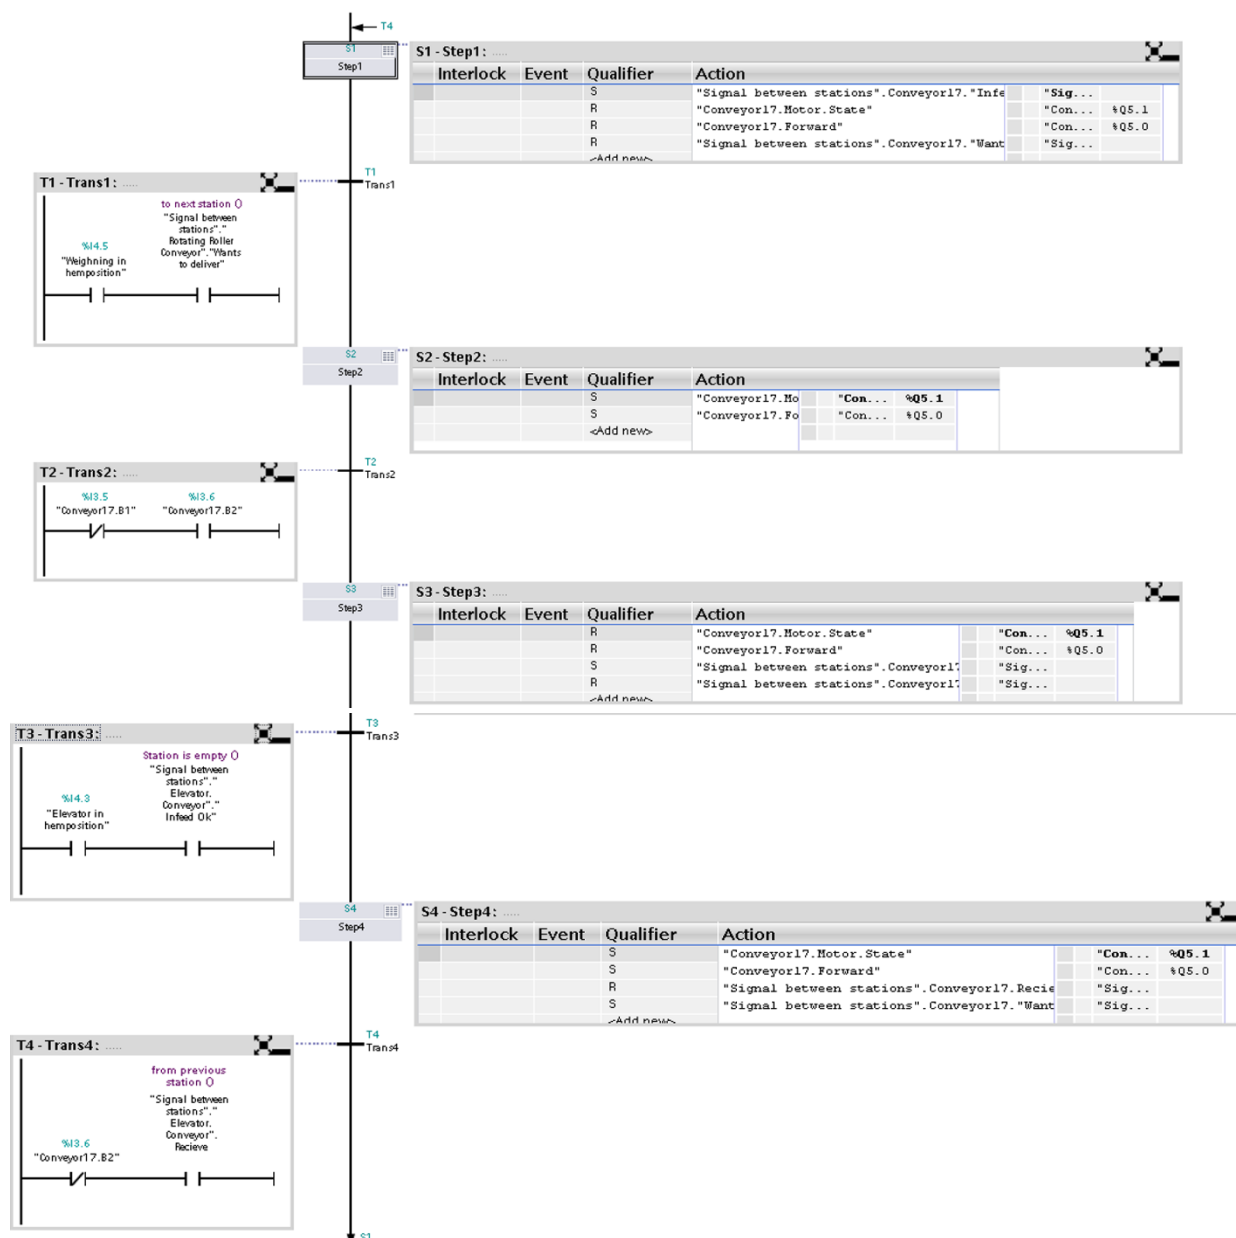 T4
S1
Step1
S1 - Step1: .....
Interlock Event Qualifier Action
S "Signal between stations".Conveyor17."Infe "Sig...
R "Conveyor17.Motor.State" "Con... %Q5.1
R "Conveyor17.Forward" "Con... %Q5.0
R "Signal between stations".Conveyor17."Want "Sig...
<Add new>
T1 - Trans1: .....
T1
Trans1
to next station ()
"Signal between
stations"."
Rotating Roller
Conveyor"."Wants
to deliver"
%I4.5
"Weighning in
hemposition"
S2
Step2
S2 - Step2: .....
Interlock Event Qualifier Action
S "Conveyor17.Mo "Con... %Q5.1
S "Conveyor17.Fo "Con... %Q5.0
<Add new>
T2 - Trans2: .....
T2
Trans2
%I3.5 %I3.6
"Conveyor17.B1" "Conveyor17.B2"
S3
Step3
S3 - Step3: .....
Interlock Event Qualifier Action
R "Conveyor17.Motor.State" "Con... %Q5.1
R "Conveyor17.Forward" "Con... %Q5.0
S "Signal between stations".Conveyor17 "Sig...
R "Signal between stations".Conveyor17 "Sig...
<Add new>
T3 - Trans3: .....
T3
Trans3
Station is empty ()
"Signal between
stations"."
Elevator.
Conveyor"."
Infeed Ok"
%I4.3
"Elevator in
hemposition"
S4
Step4
S4 - Step4: .....
Interlock Event Qualifier Action
S "Conveyor17.Motor.State" "Con... %Q5.1
S "Conveyor17.Forward" "Con... %Q5.0
R "Signal between stations".Conveyor17.Recie "Sig...
S "Signal between stations".Conveyor17."Want "Sig...
<Add new>
T4 - Trans4: .....
T4
Trans4
from previous
station ()
"Signal between
stations"."
Elevator.
Conveyor".
Recieve
%I3.6
"Conveyor17.B2"
S1